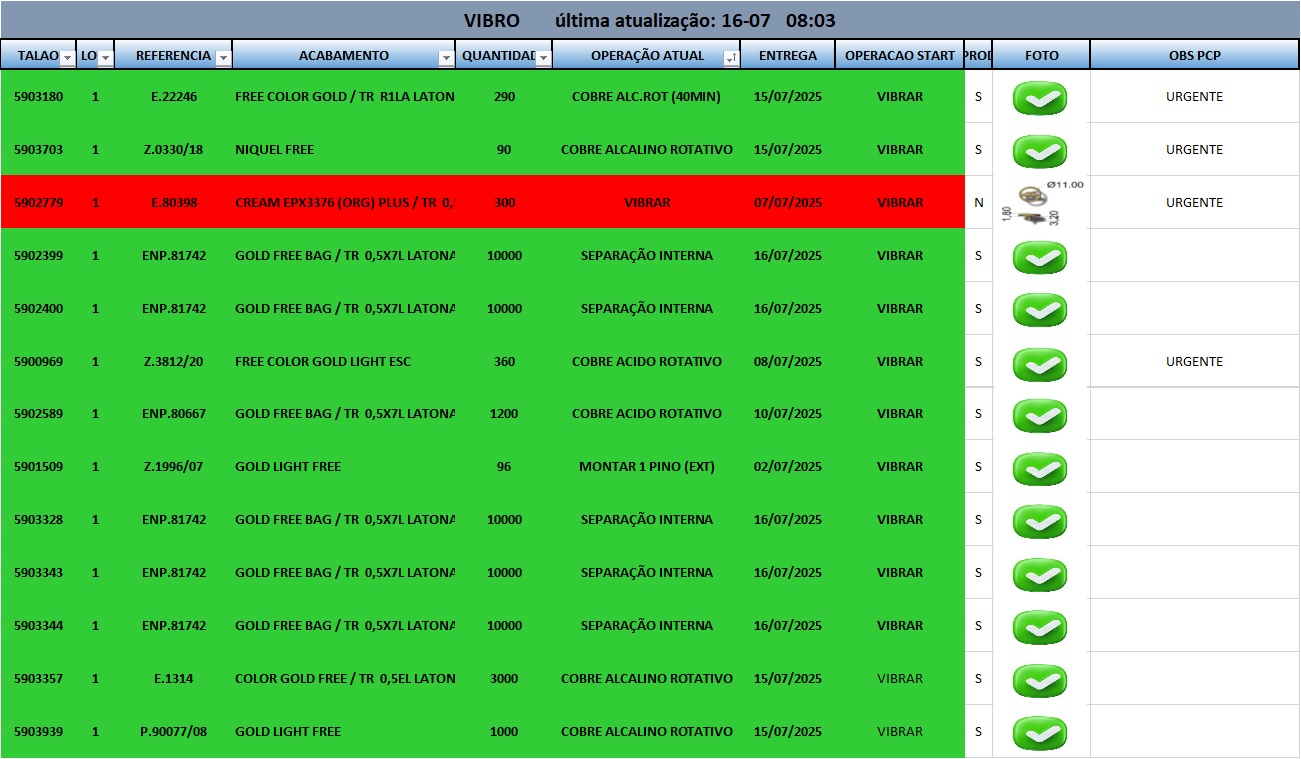 VIBRO última atualização: 16-07 08:03
TALAO LO REFERENCIA ACABAMENTO QUANTIDAD OPERAÇÃO ATUAL ENTREGA OPERACAO START PROD FOTO OBS PCP
5903180 1 E.22246 FREE COLOR GOLD / TR R1LA LATON 290 COBRE ALC.ROT (40MIN) 15/07/2025 VIBRAR S URGENTE
5903703 1 Z.0330/18 NIQUEL FREE 90 COBRE ALCALINO ROTATIVO 15/07/2025 VIBRAR S URGENTE
5902779 1 E.80398 CREAM EPX3376 (ORG) PLUS / TR 0,5 300 VIBRAR 07/07/2025 VIBRAR N Ø11.00 1,80 3,20 URGENTE
5902399 1 ENP.81742 GOLD FREE BAG / TR 0,5X7L LATONA 10000 SEPARAÇÃO INTERNA 16/07/2025 VIBRAR S
5902400 1 ENP.81742 GOLD FREE BAG / TR 0,5X7L LATONA 10000 SEPARAÇÃO INTERNA 16/07/2025 VIBRAR S
5900969 1 Z.3812/20 FREE COLOR GOLD LIGHT ESC 360 COBRE ACIDO ROTATIVO 08/07/2025 VIBRAR S URGENTE
5902589 1 ENP.80667 GOLD FREE BAG / TR 0,5X7L LATONA 1200 COBRE ACIDO ROTATIVO 10/07/2025 VIBRAR S
5901509 1 Z.1996/07 GOLD LIGHT FREE 96 MONTAR 1 PINO (EXT) 02/07/2025 VIBRAR S
5903328 1 ENP.81742 GOLD FREE BAG / TR 0,5X7L LATONA 10000 SEPARAÇÃO INTERNA 16/07/2025 VIBRAR S
5903343 1 ENP.81742 GOLD FREE BAG / TR 0,5X7L LATONA 10000 SEPARAÇÃO INTERNA 16/07/2025 VIBRAR S
5903344 1 ENP.81742 GOLD FREE BAG / TR 0,5X7L LATONA 10000 SEPARAÇÃO INTERNA 16/07/2025 VIBRAR S
5903357 1 E.1314 COLOR GOLD FREE / TR 0,5EL LATON 3000 COBRE ALCALINO ROTATIVO 15/07/2025 VIBRAR S
5903939 1 P.90077/08 GOLD LIGHT FREE 1000 COBRE ALCALINO ROTATIVO 15/07/2025 VIBRAR S